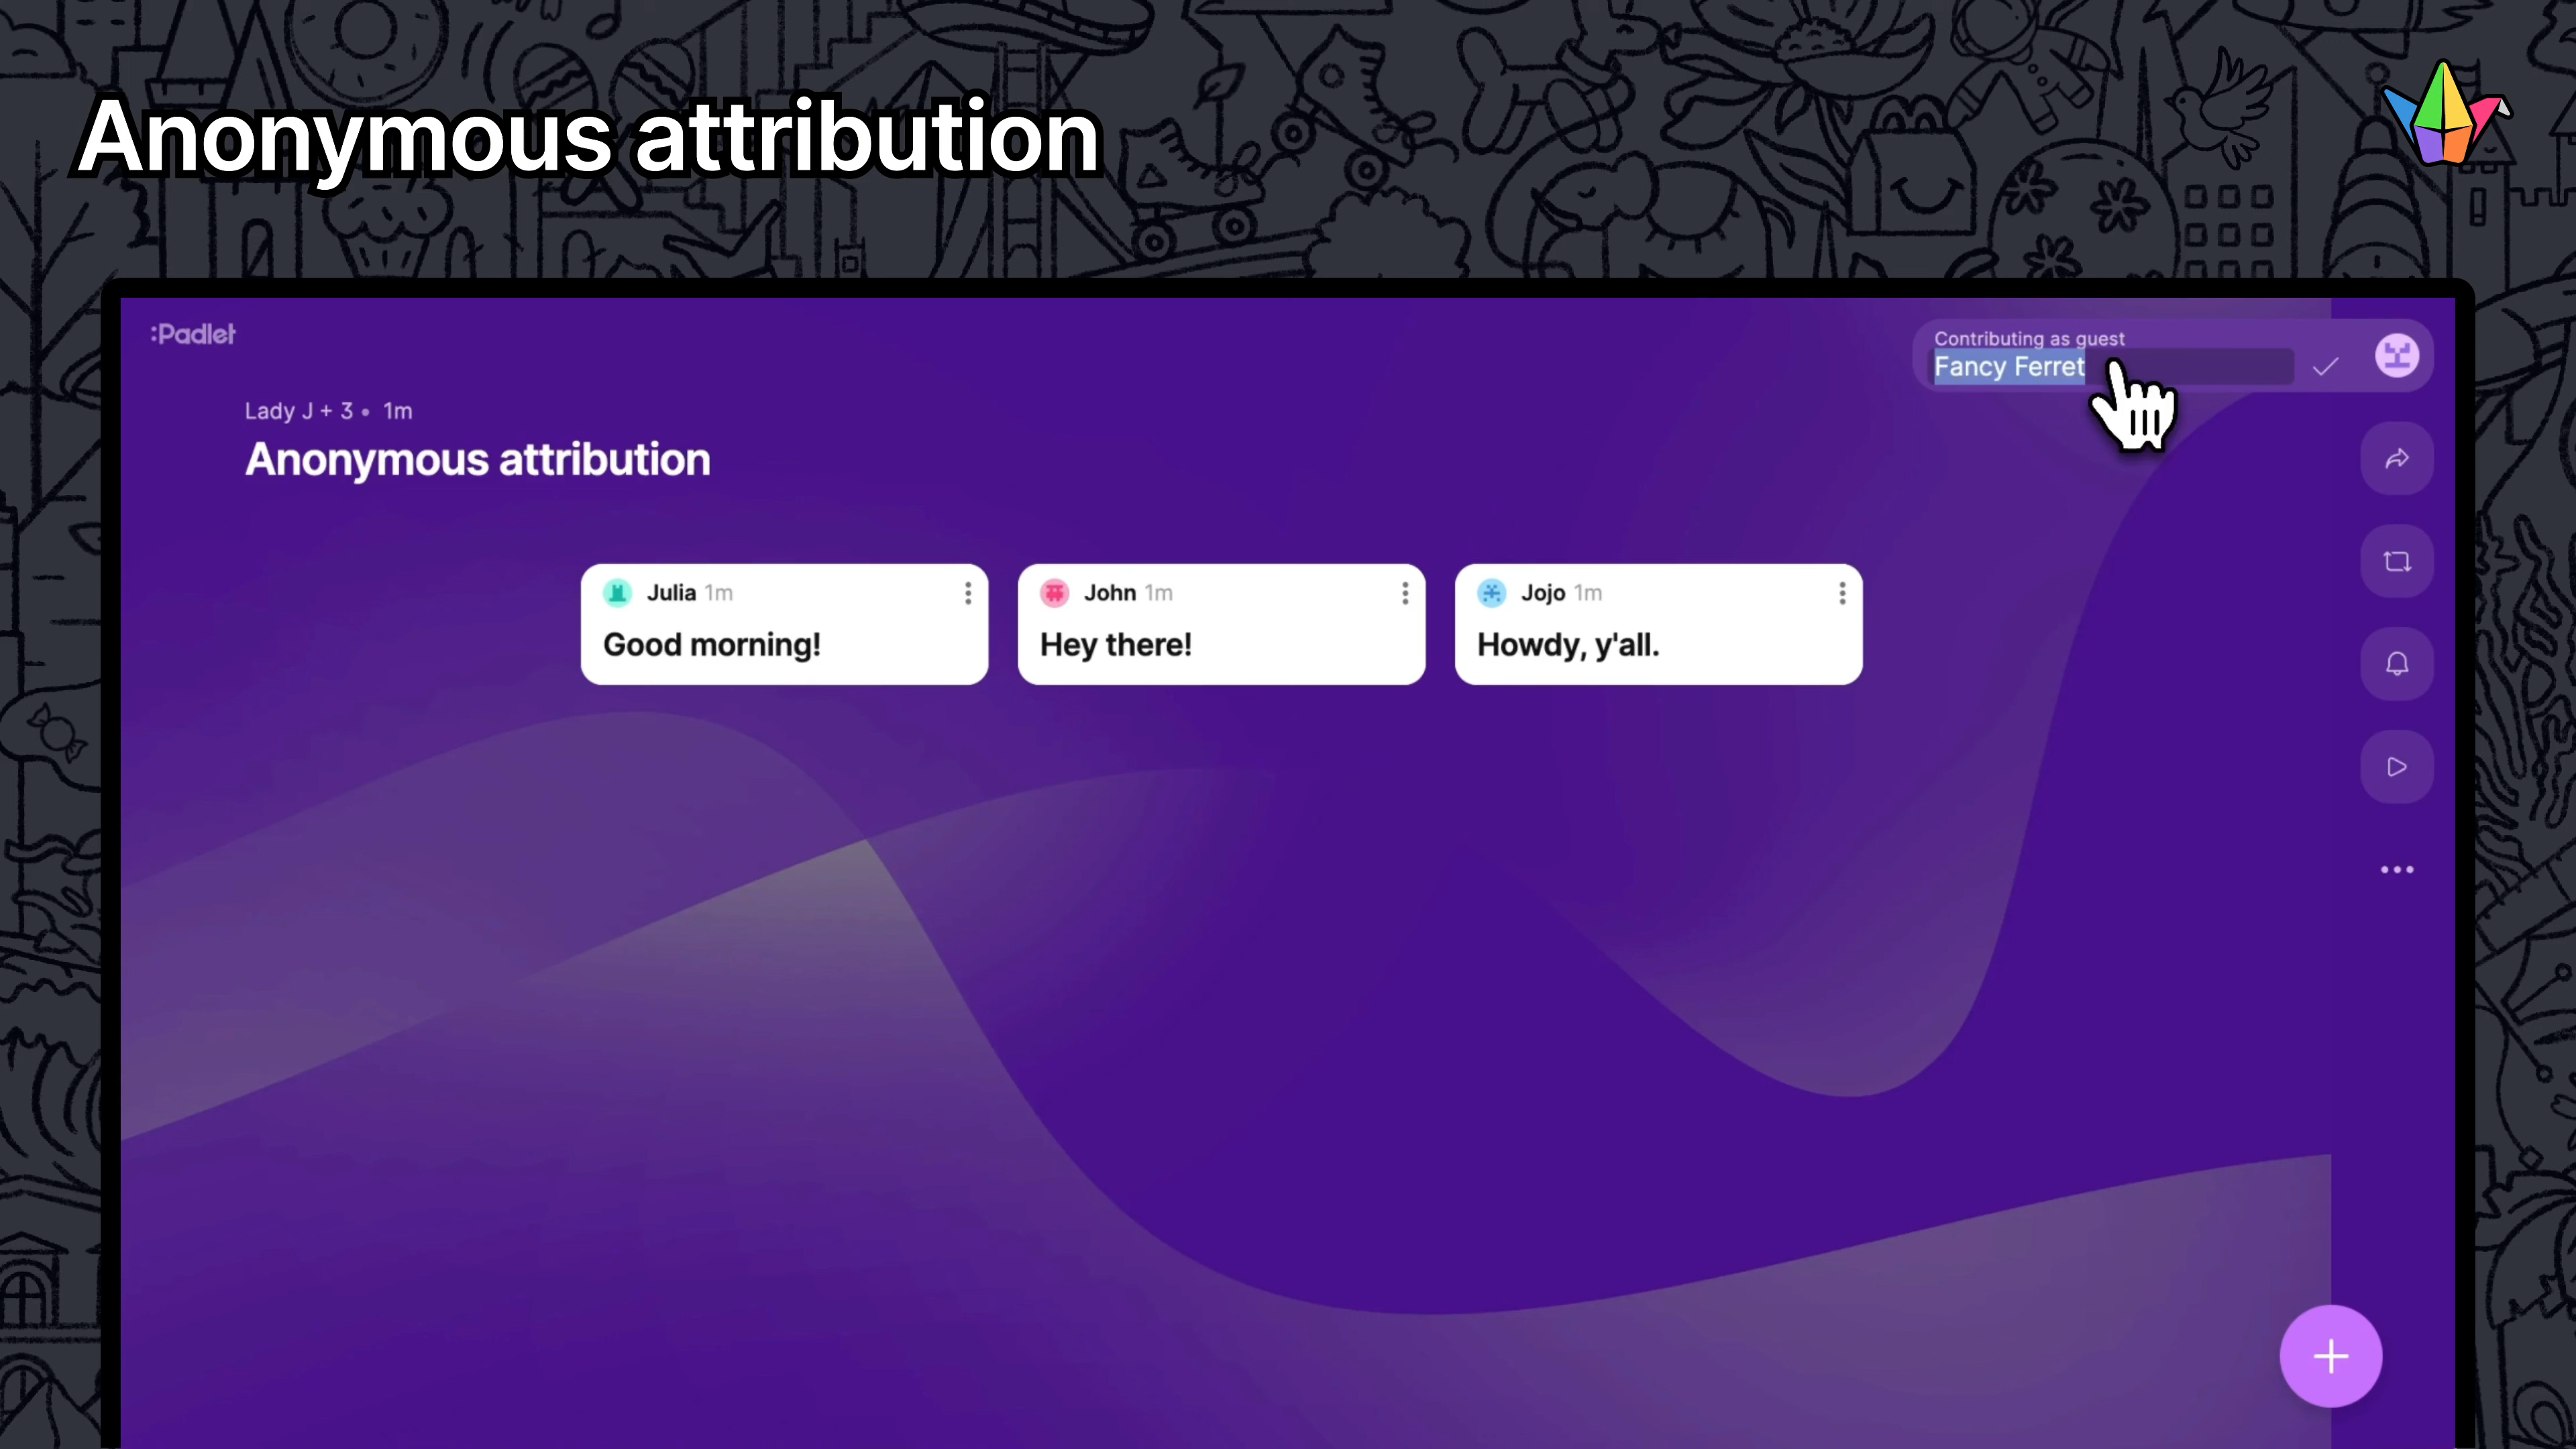 Anonymous attribution
:Padlet
Contributing as guest
Fancy Ferret
Lady J + 3 • 1m
Anonymous attribution
Julia 1m
Good morning!
John 1m
Hey there!
Jojo 1m
Howdy, y'all.